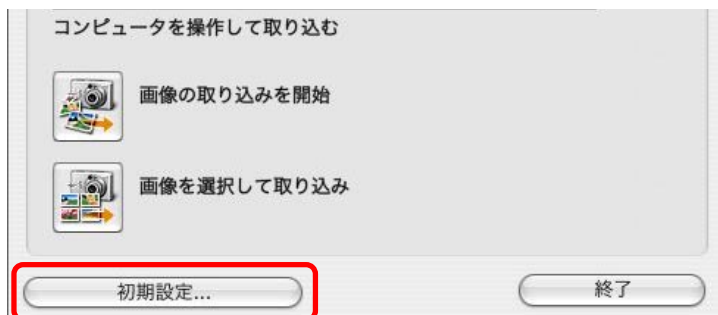 コンピュータを操作して取り込む
画像の取り込みを開始
画像を選択して取り込み
初期設定...
終了